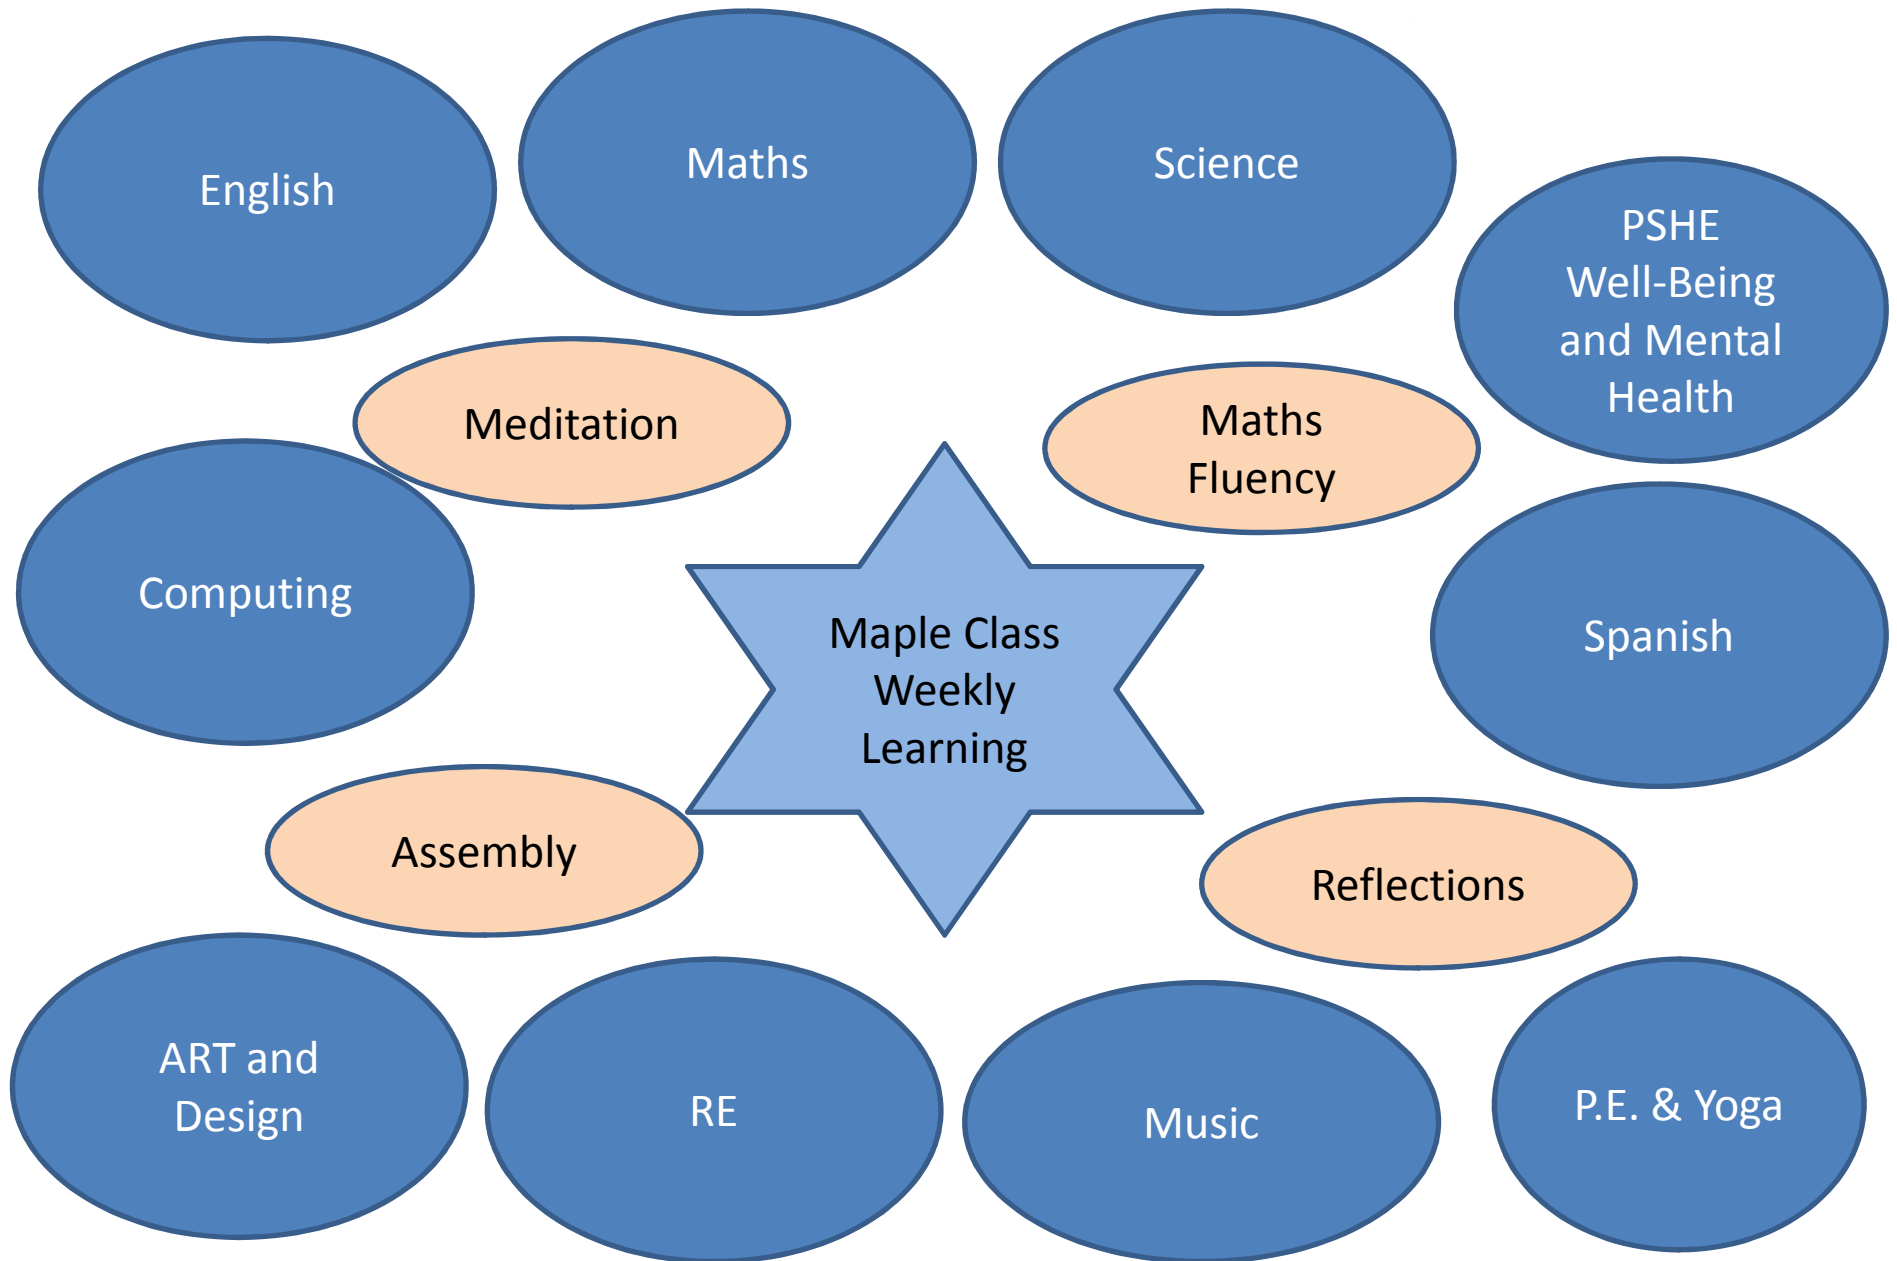 English
Maths
Science
PSHE
Well-Being
and Mental
Health
Meditation
Maths
Fluency
Computing
Maple Class
Weekly
Learning
Spanish
Assembly
Reflections
ART and
Design
RE
Music
P.E. & Yoga